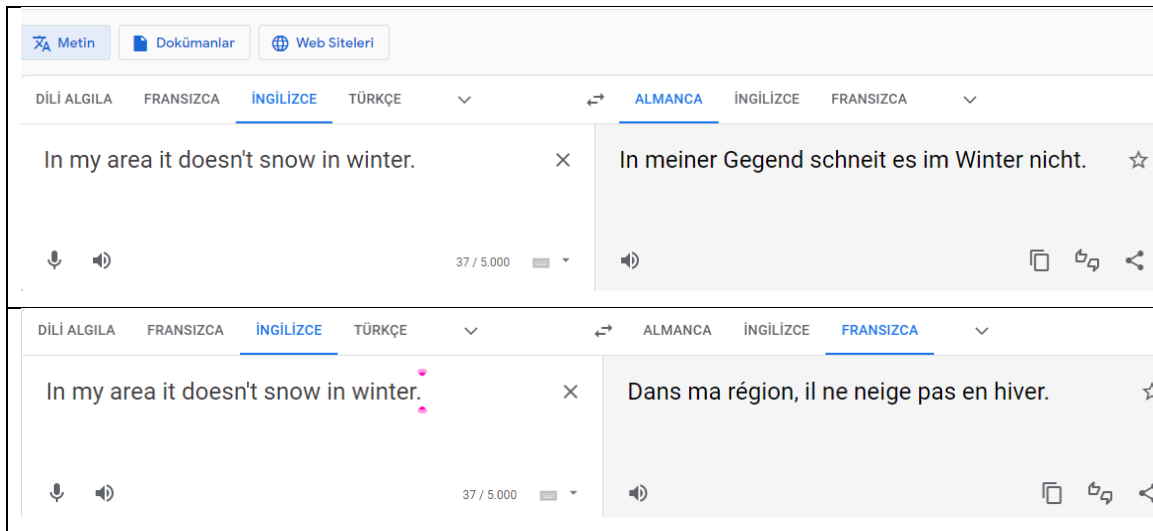 Metin Dokümanlar Web Siteleri
DİLİ ALGILA FRANSIZCA İNGİLİZCE TÜRKÇE ALMANCA İNGİLİZCE FRANSIZCA
In my area it doesn't snow in winter. In meiner Gegend schneit es im Winter nicht.
37 / 5.000
DİLİ ALGILA FRANSIZCA İNGİLİZCE TÜRKÇE ALMANCA İNGİLİZCE FRANSIZCA
In my area it doesn't snow in winter. Dans ma région, il ne neige pas en hiver.
37 / 5.000